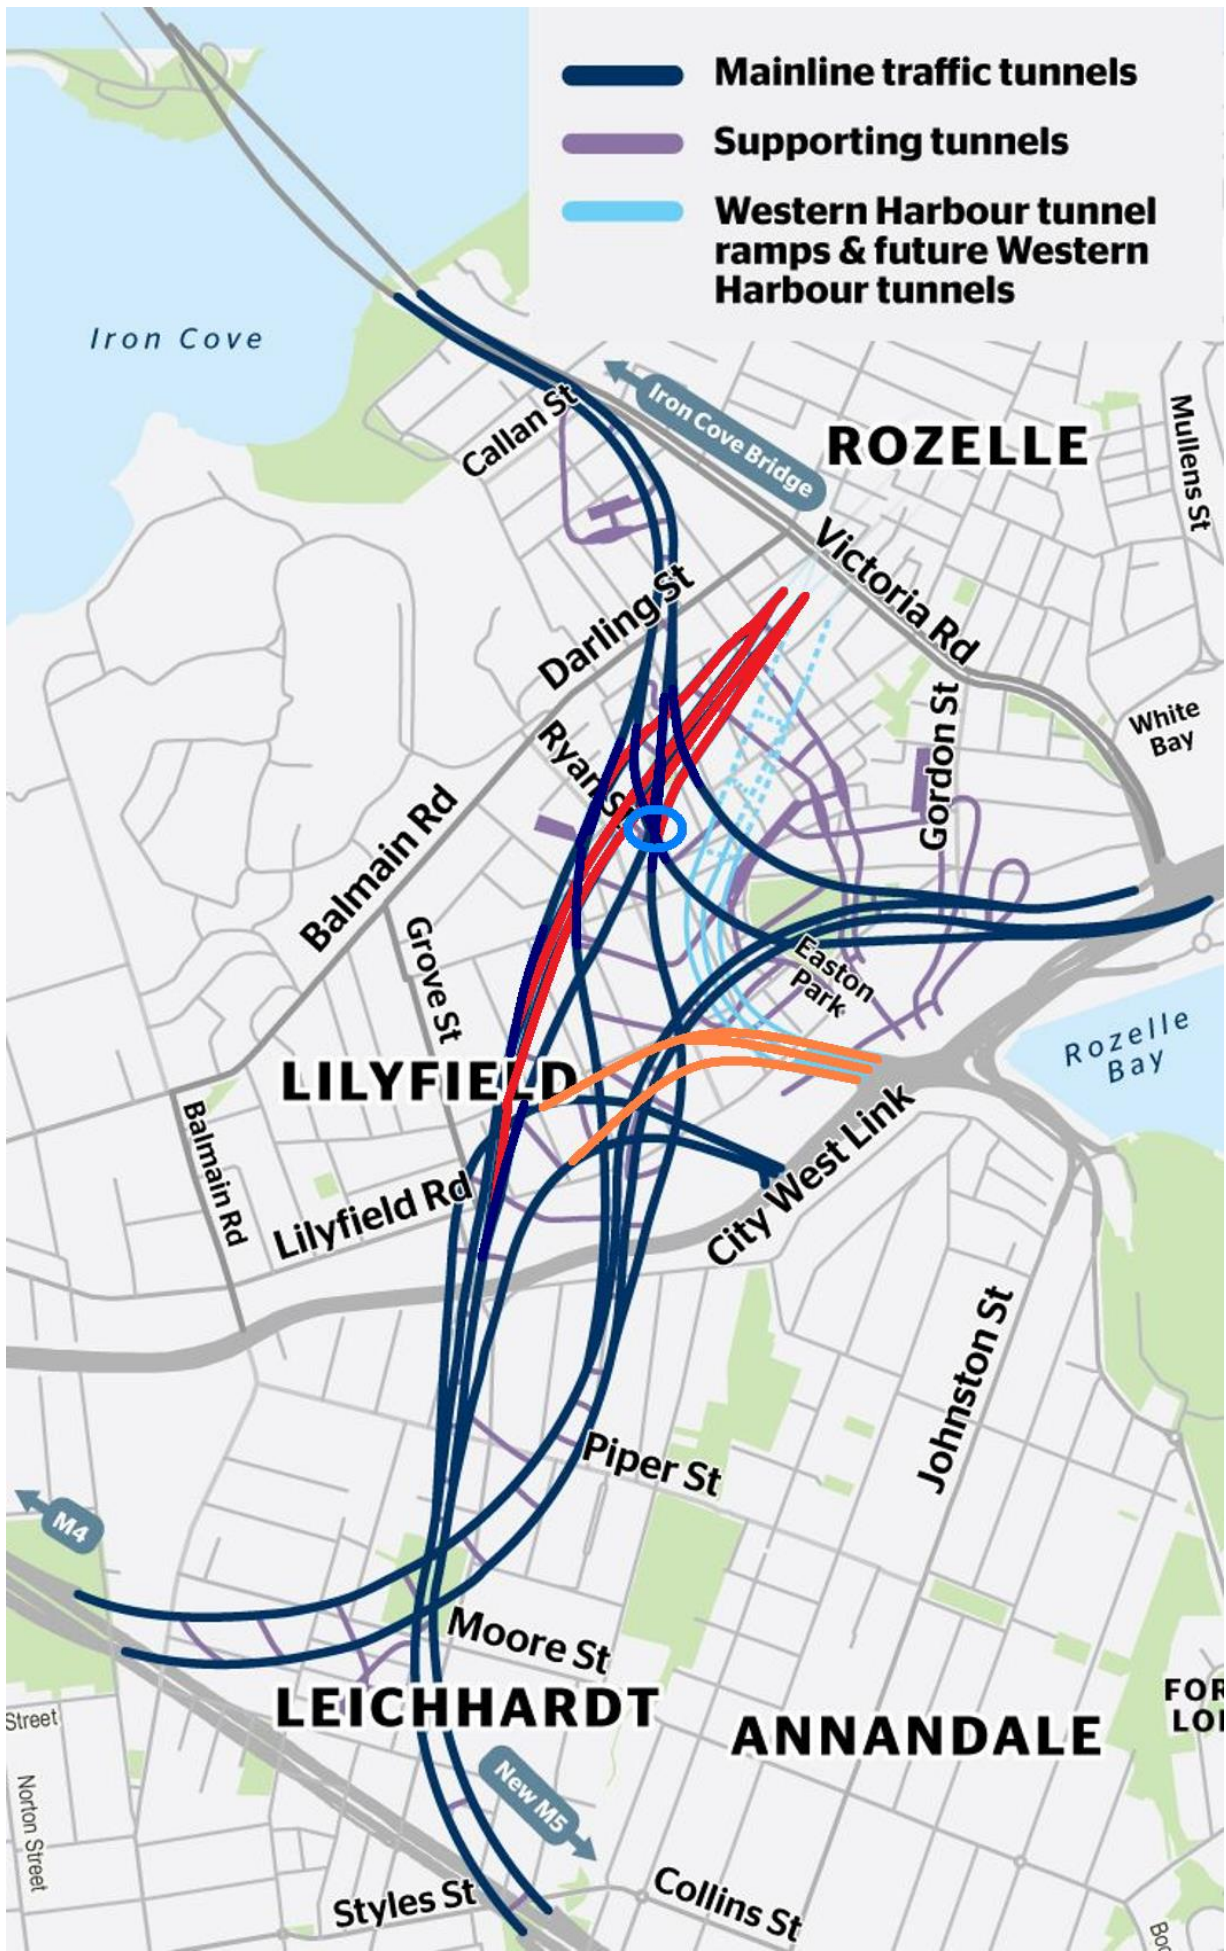 Mainline traffic tunnels
Supporting tunnels
Western Harbour tunnel
ramps & future Western
Harbour tunnels
Iron Cove
Callan St
Iron Cove Bridge
ROZELLE
Mullens St
Victoria Rd
Darling St
Ryan St
Gordon St
White
Bay
Balmain Rd
Grove St
Easton
Park
Rozelle
Bay
LILYFIELD
Balmain Rd
Lilyfield Rd
City West Link
Johnston St
Piper St
M4
Moore St
LEICHHARDT
ANNANDALE
FOR
LOI
Street
Norton Street
New M5
Styles St
Collins St
Boo